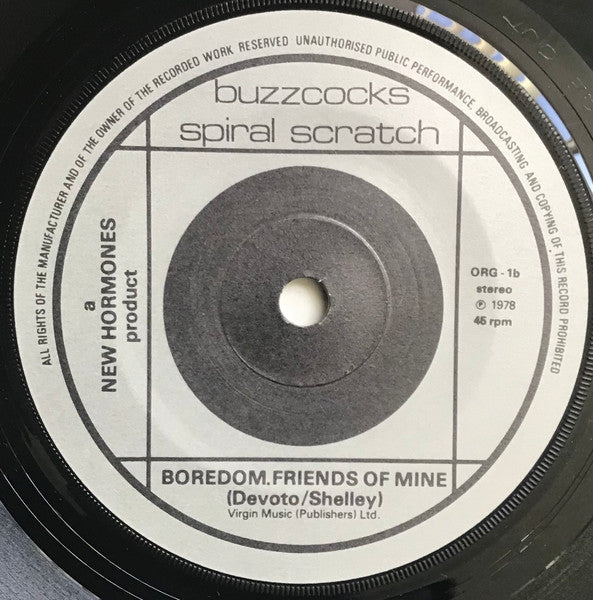 ALL RIGHTS OF THE MANUFACTURER AND OF THE OWNER OF THE RECORDED WORK RESERVED UNAUTHORISED PUBLIC PERFORMANCE, BROADCASTING AND COPYING OF THIS RECORD PROHIBITED
buzzcocks
spiral scratch
a
NEW HORMONES
product
ORG - 1b
stereo
℗ 1978
45 rpm
BOREDOM.FRIENDS OF MINE
(Devoto/Shelley)
Virgin Music (Publishers) Ltd.